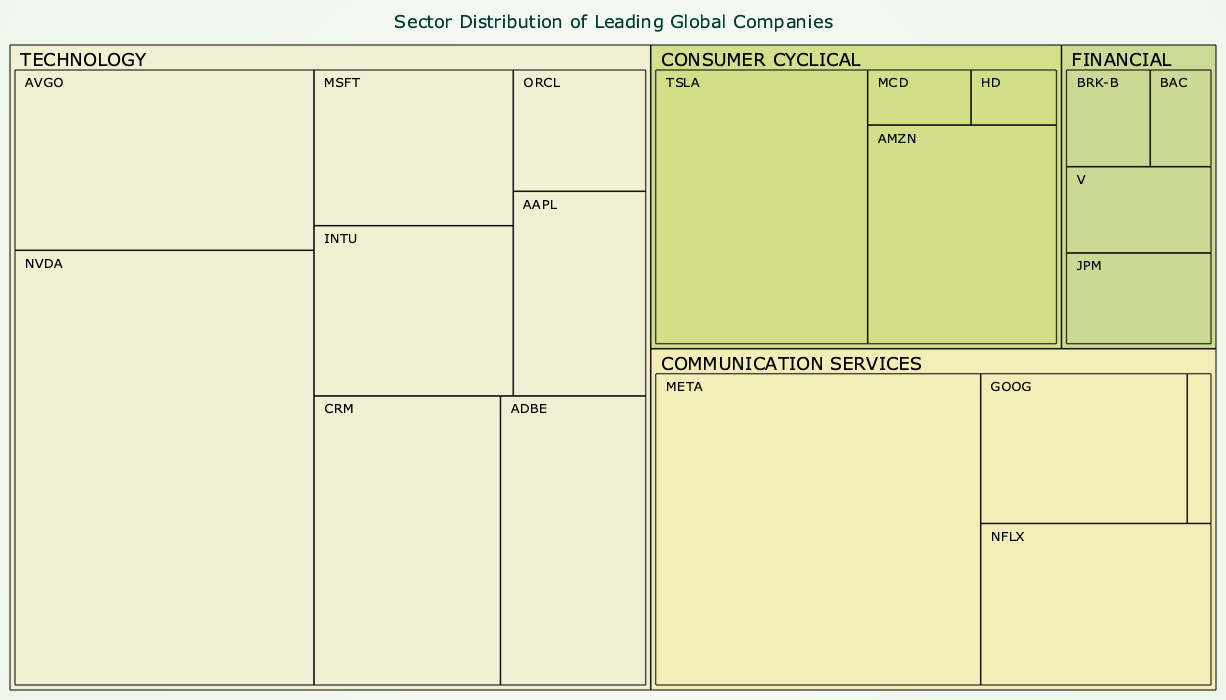 Sector Distribution of Leading Global Companies
TECHNOLOGY
AVGO
NVDA
MSFT
INTU
ORCL
AAPL
CRM
ADBE
CONSUMER CYCLICAL
TSLA
MCD
HD
AMZN
FINANCIAL
BRK-B
BAC
V
JPM
COMMUNICATION SERVICES
META
GOOG
NFLX